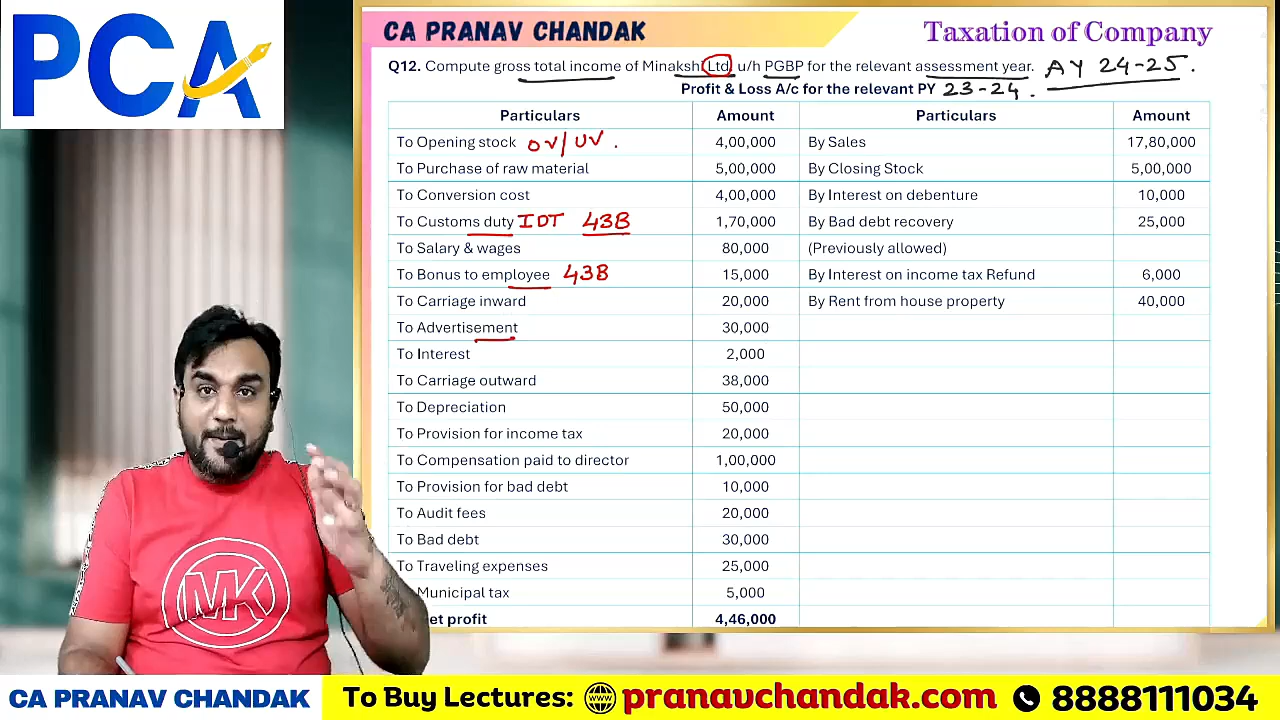 PCA
CA PRANAV CHANDAK
Taxation of Company
Q12. Compute gross total income of Minakshi Ltd. u/h PGBP for the relevant assessment year. AY 24-25.
Profit & Loss A/c for the relevant PY 23-24.
Particulars Amount Particulars Amount
To Opening stock OV/UV. 4,00,000 By Sales 17,80,000
To Purchase of raw material 5,00,000 By Closing Stock 5,00,000
To Conversion cost 4,00,000 By Interest on debenture 10,000
To Customs duty IDT 43B 1,70,000 By Bad debt recovery 25,000
To Salary & wages 80,000 (Previously allowed)
To Bonus to employee 43B 15,000 By Interest on income tax Refund 6,000
To Carriage inward 20,000 By Rent from house property 40,000
To Advertisement 30,000
To Interest 2,000
To Carriage outward 38,000
To Depreciation 50,000
To Provision for income tax 20,000
To Compensation paid to director 1,00,000
To Provision for bad debt 10,000
To Audit fees 20,000
To Bad debt 30,000
To Traveling expenses 25,000
Municipal tax 5,000
et profit 4,46,000
MK
CA PRANAV CHANDAK To Buy Lectures: pranavchandak.com 8888111034